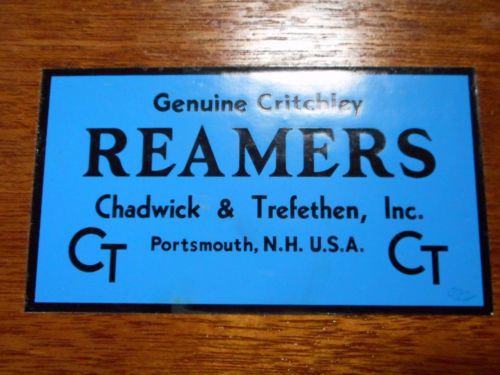 Genuine Critchley
REAMERS
Chadwick & Trefethen, Inc.
CT Portsmouth, N.H. U.S.A. CT